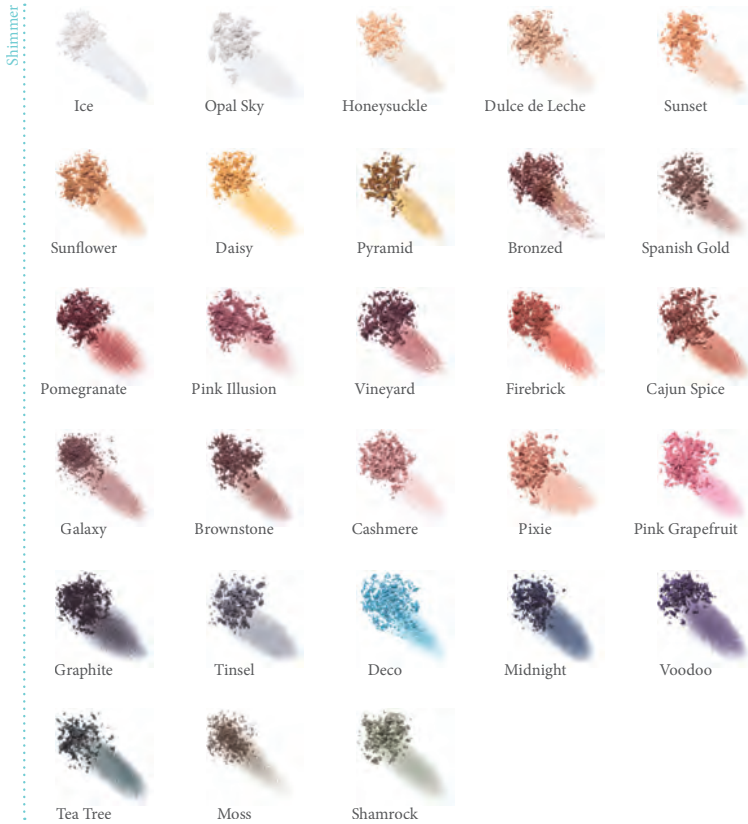 Shimmer
Ice
Opal Sky
Honeysuckle
Dulce de Leche
Sunset
Sunflower
Daisy
Pyramid
Bronzed
Spanish Gold
Pomegranate
Pink Illusion
Vineyard
Firebrick
Cajun Spice
Galaxy
Brownstone
Cashmere
Pixie
Pink Grapefruit
Graphite
Tinsel
Deco
Midnight
Voodoo
Tea Tree
Moss
Shamrock